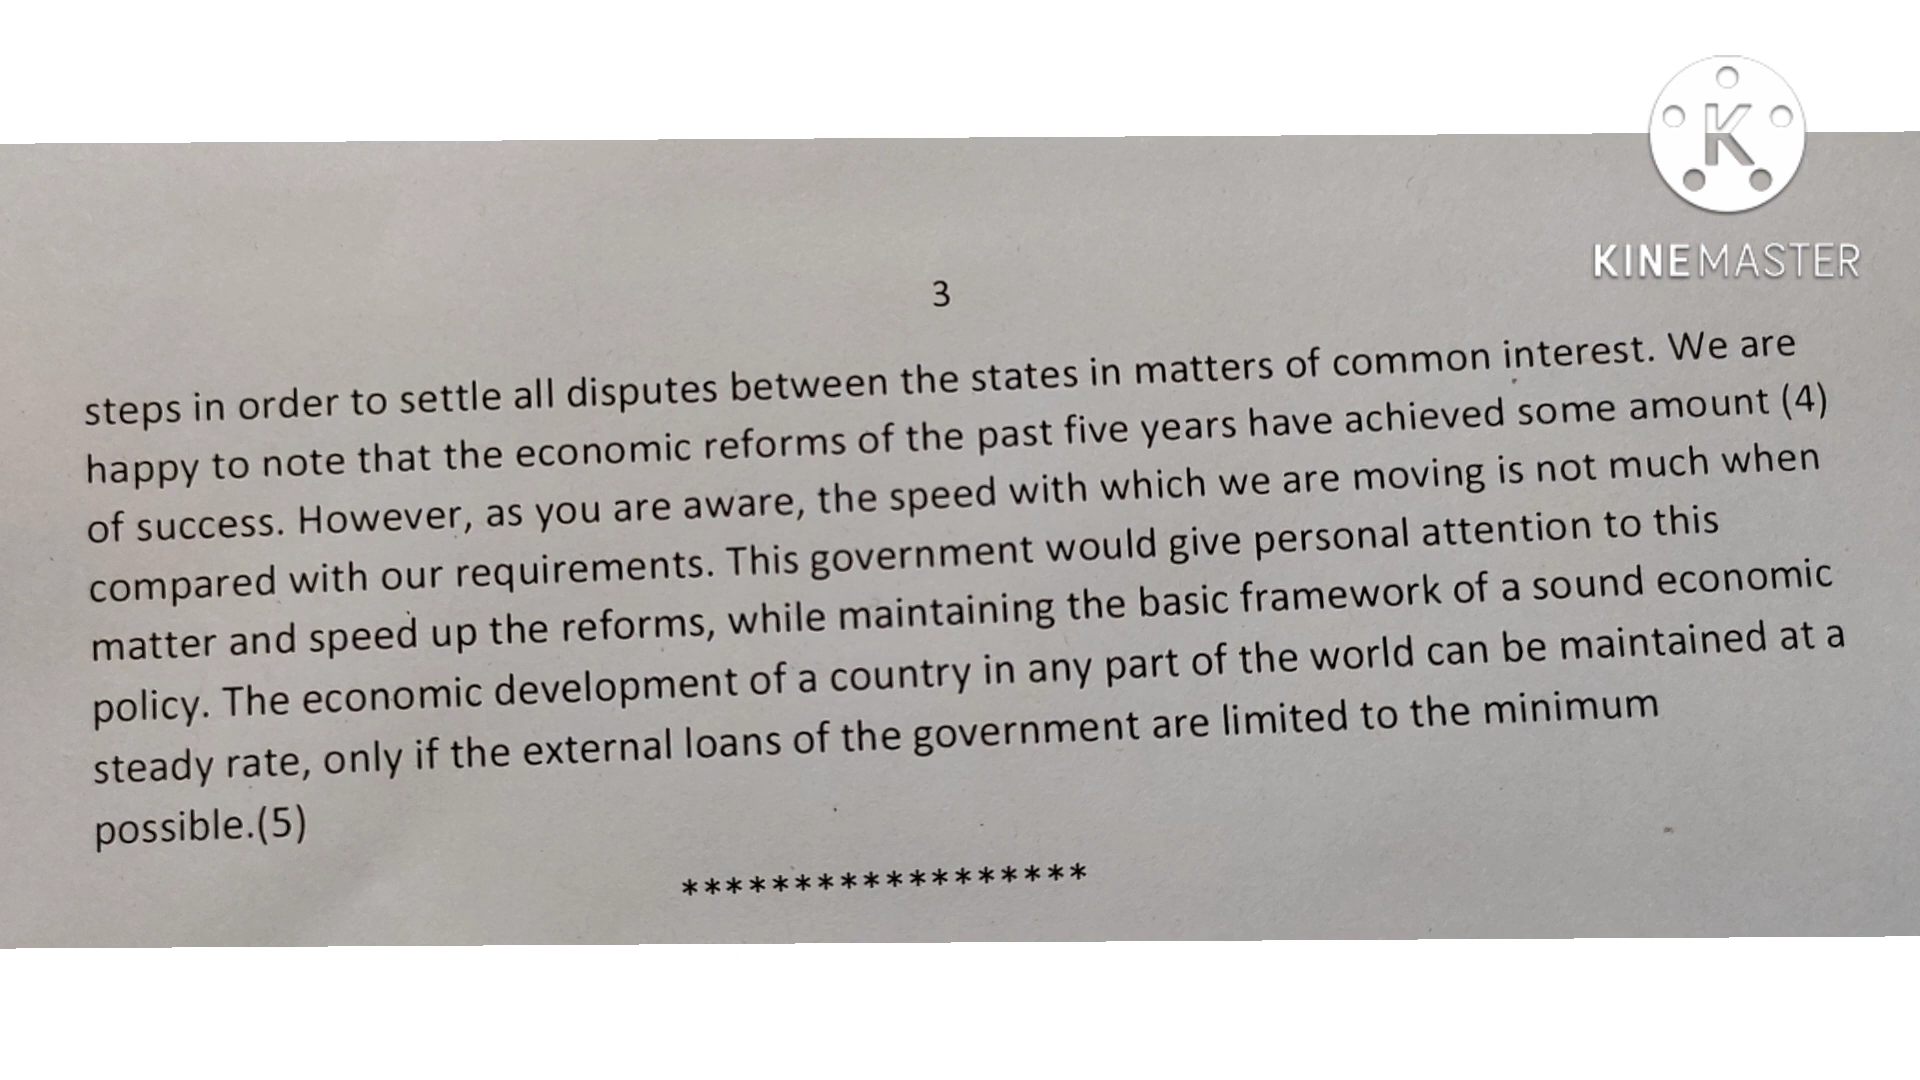 KINEMASTER
3
steps in order to settle all disputes between the states in matters of common interest. We are
happy to note that the economic reforms of the past five years have achieved some amount (4)
of success. However, as you are aware, the speed with which we are moving is not much when
compared with our requirements. This government would give personal attention to this
matter and speed up the reforms, while maintaining the basic framework of a sound economic
policy. The economic development of a country in any part of the world can be maintained at a
steady rate, only if the external loans of the government are limited to the minimum
possible.(5)
******************